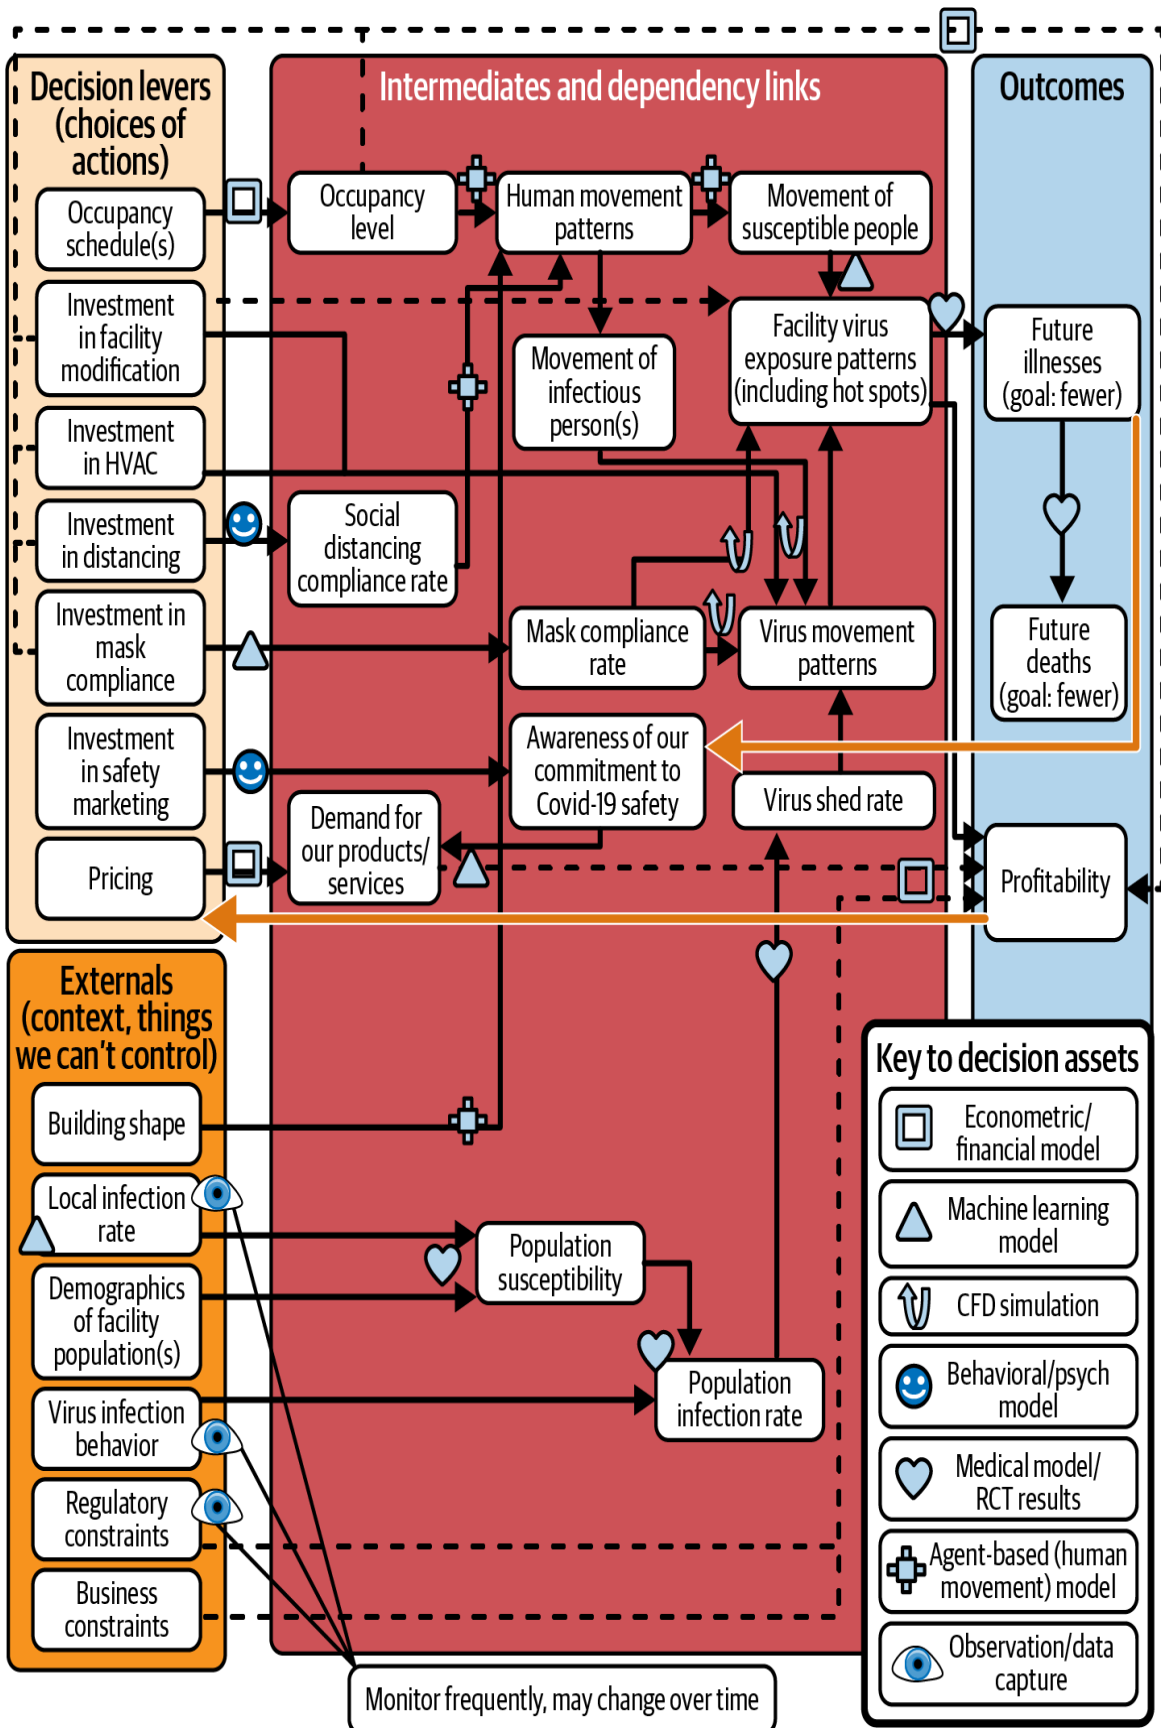 Decision levers
(choices of
actions)
Occupancy
schedule(s)
Investment
in facility
modification
Investment
in HVAC
Investment
in distancing
Investment in
mask
compliance
Investment
in safety
marketing
Pricing
Externals
(context, things
we can't control)
Building shape
Local infection
rate
Demographics
of facility
population(s)
Virus infection
behavior
Regulatory
constraints
Business
constraints
Intermediates and dependency links
Occupancy
level
Human movement
patterns
Movement of
susceptible people
Movement of
infectious
person(s)
Facility virus
exposure patterns
(including hot spots)
Social
distancing
compliance rate
Mask compliance
rate
Virus movement
patterns
Awareness of our
commitment to
Covid-19 safety
Virus shed rate
Demand for
our products/
services
Population
susceptibility
Population
infection rate
Monitor frequently, may change over time
Outcomes
Future
illnesses
(goal: fewer)
Future
deaths
(goal: fewer)
Profitability
Key to decision assets
Econometric/
financial model
Machine learning
model
CFD simulation
Behavioral/psych
model
Medical model/
RCT results
Agent-based (human
movement) model
Observation/data
capture